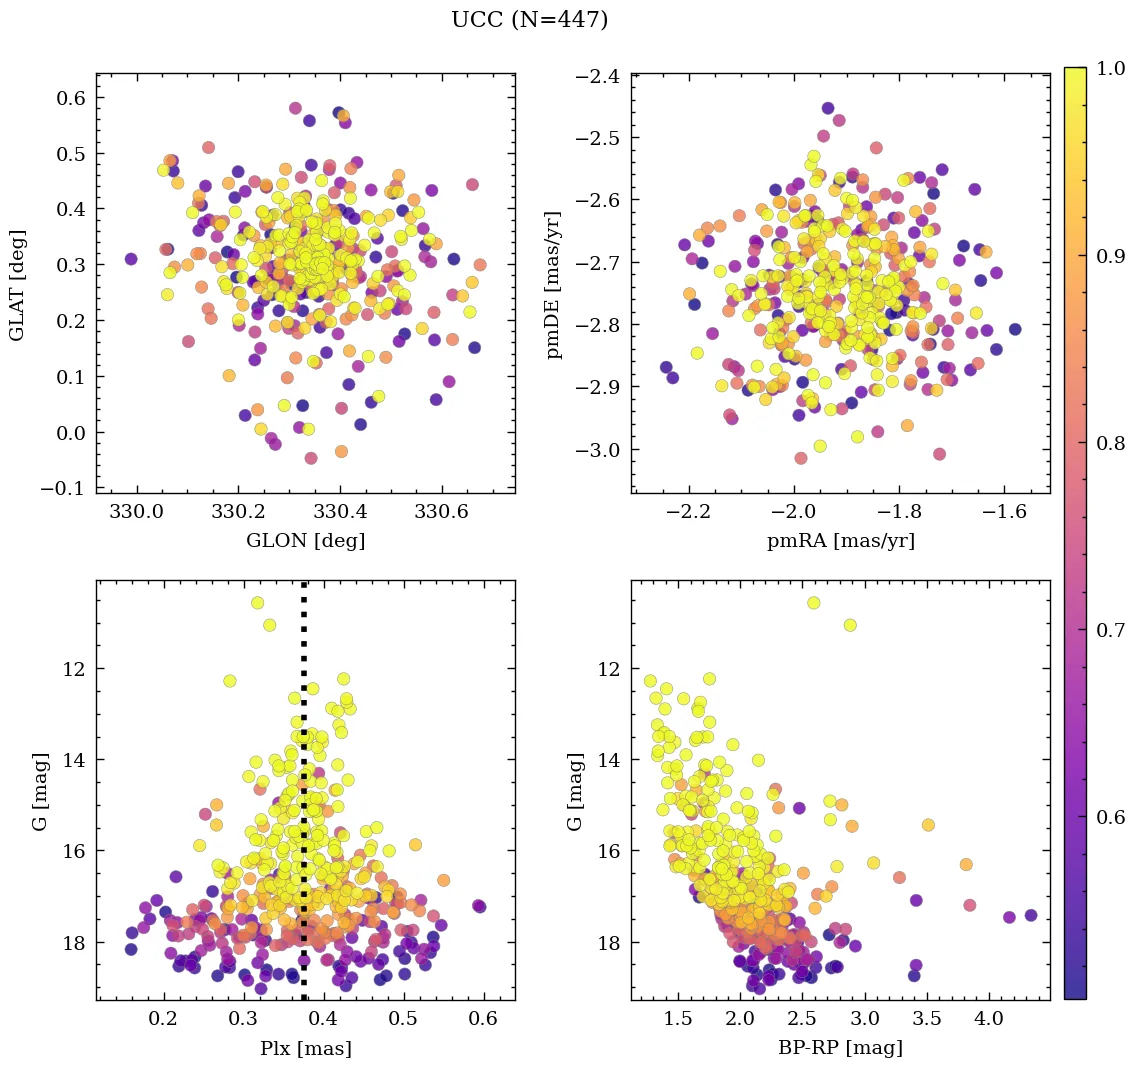 UCC (N=447)
0.6
0.5
0.4
0.3
0.2
0.1
0.0
−0.1
GLAT [deg]
330.0 330.2 330.4 330.6
GLON [deg]
−2.4
−2.5
−2.6
−2.7
−2.8
−2.9
−3.0
pmDE [mas/yr]
−2.2 −2.0 −1.8 −1.6
pmRA [mas/yr]
1.0
0.9
0.8
0.7
0.6
12
14
16
18
G [mag]
0.2 0.3 0.4 0.5 0.6
Plx [mas]
12
14
16
18
G [mag]
1.5 2.0 2.5 3.0 3.5 4.0
BP-RP [mag]